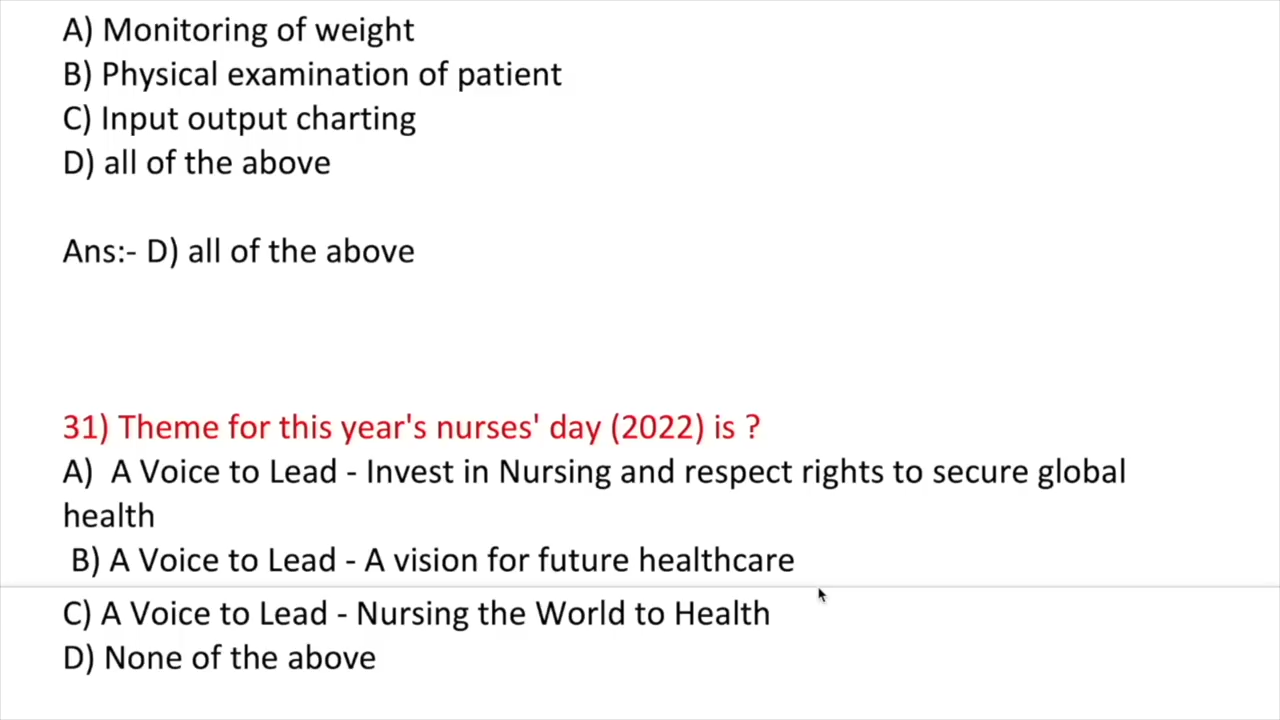 A) Monitoring of weight
B) Physical examination of patient
C) Input output charting
D) all of the above
Ans:- D) all of the above
31) Theme for this year's nurses' day (2022) is ?
A)  A Voice to Lead - Invest in Nursing and respect rights to secure global
health
B) A Voice to Lead - A vision for future healthcare
C) A Voice to Lead - Nursing the World to Health
D) None of the above